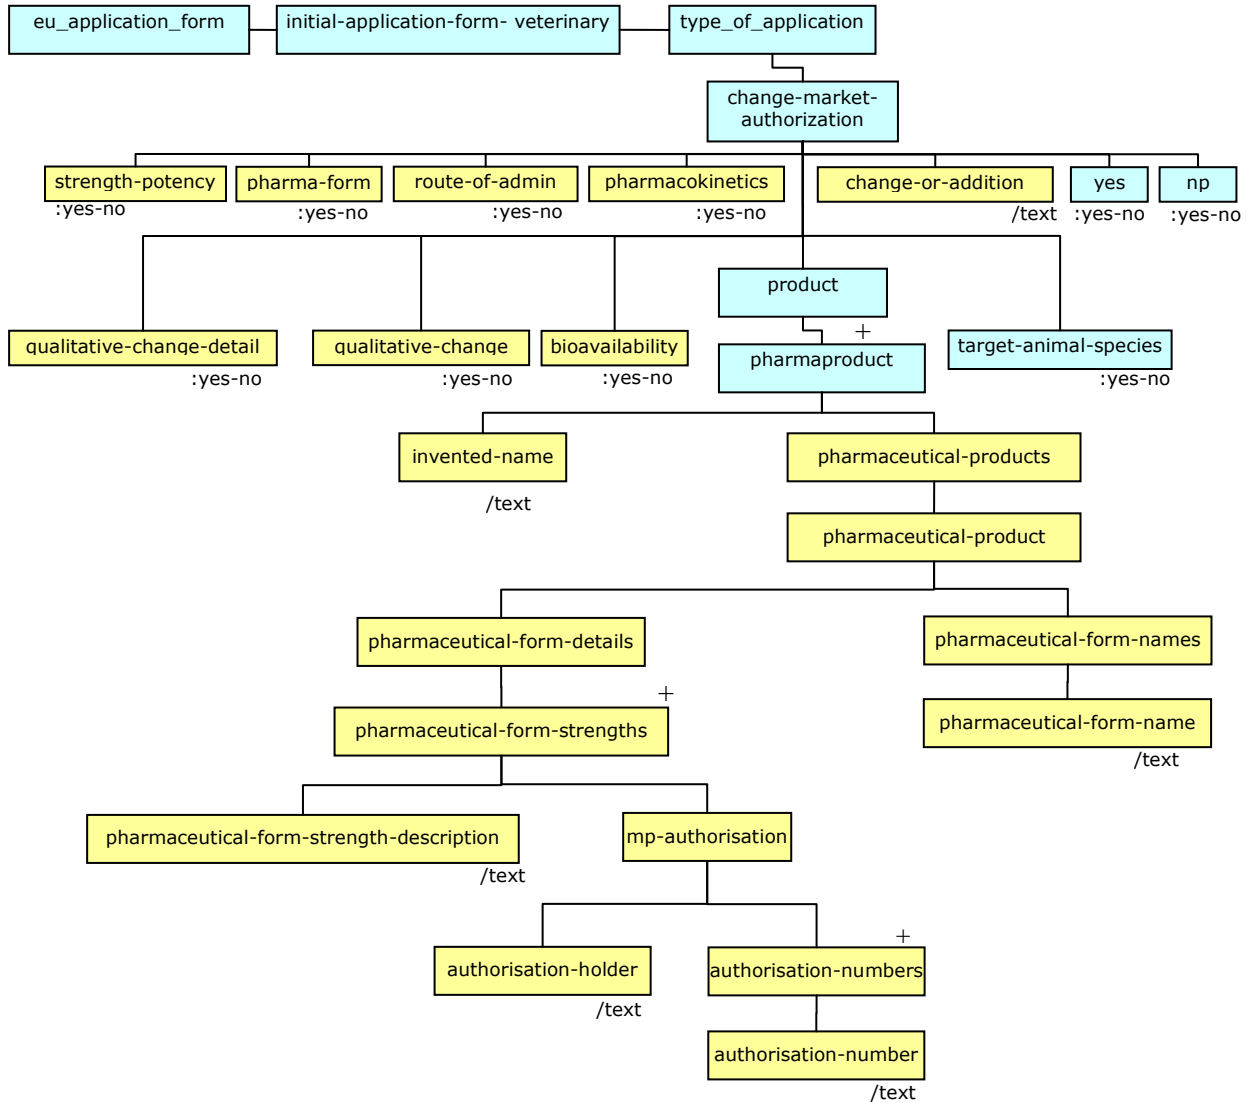 eu_application_form
initial-application-form- veterinary
type_of_application
change-market-
authorization
strength-potency
pharma-form
route-of-admin
pharmacokinetics
change-or-addition
yes
np
:yes-no
:yes-no
:yes-no
:yes-no
/text
:yes-no
:yes-no
product
+
qualitative-change-detail
qualitative-change
bioavailability
pharmaproduct
target-animal-species
:yes-no
:yes-no
:yes-no
:yes-no
invented-name
pharmaceutical-products
/text
pharmaceutical-product
pharmaceutical-form-details
pharmaceutical-form-names
+
pharmaceutical-form-strengths
pharmaceutical-form-name
/text
pharmaceutical-form-strength-description
mp-authorisation
/text
+
authorisation-holder
authorisation-numbers
/text
authorisation-number
/text